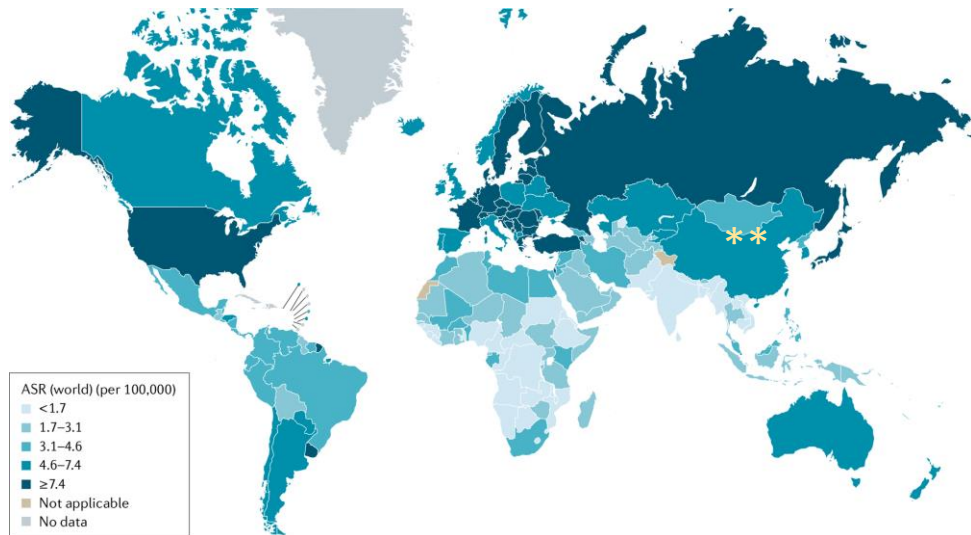 **
ASR (world) (per 100,000)
<1.7
1.7–3.1
3.1–4.6
4.6–7.4
≥7.4
Not applicable
No data